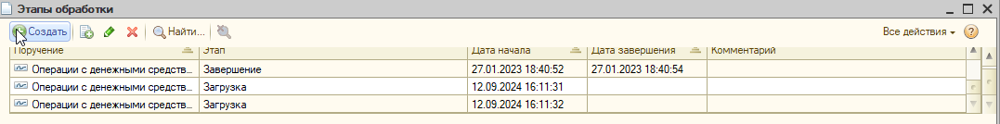 Этапы обработки
Создать Найти... Все действия
Поручение Этап Дата начала Дата завершения Комментарий
Операции с денежными средств... Завершение 27.01.2023 18:40:52 27.01.2023 18:40:54
Операции с денежными средств... Загрузка 12.09.2024 16:11:31
Операции с денежными средств... Загрузка 12.09.2024 16:11:32